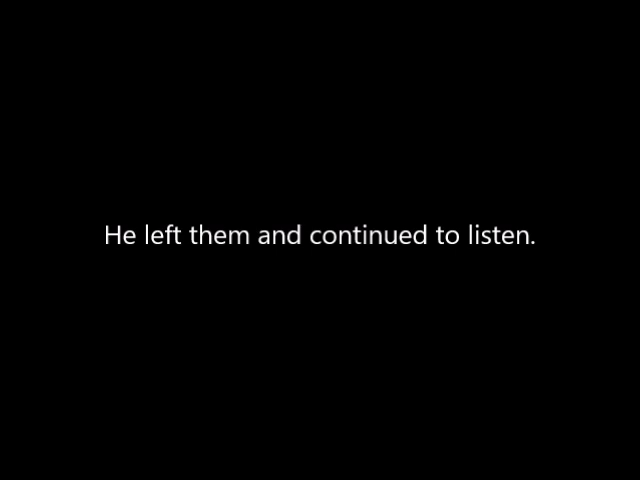 He left them and continued to listen.